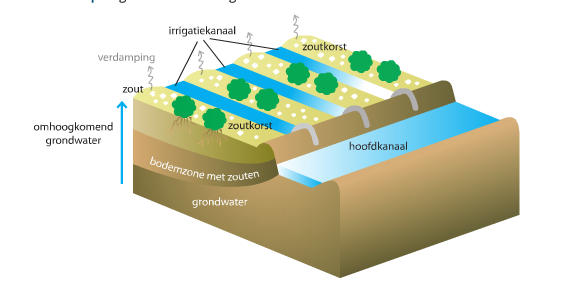 irrigatiekanaal
zoutkorst
verdamping
zout
omhoogkomend
grondwater
zoutkorst
hoofdkanaal
bodemzone met zouten
grondwater